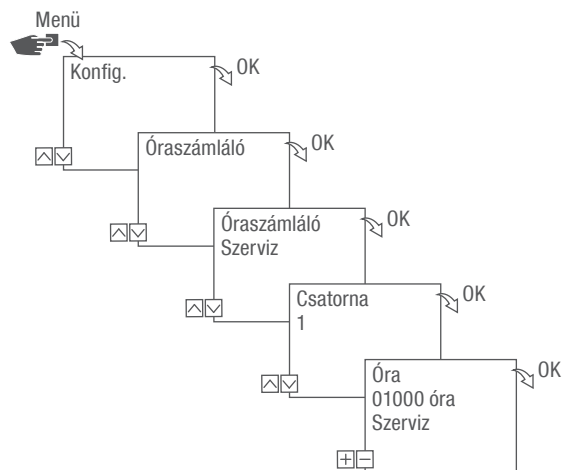 Menü
Konfig.
OK
Óraszámláló
OK
Óraszámláló
Szerviz
OK
Csatorna
1
OK
Óra
01000 óra
Szerviz
OK